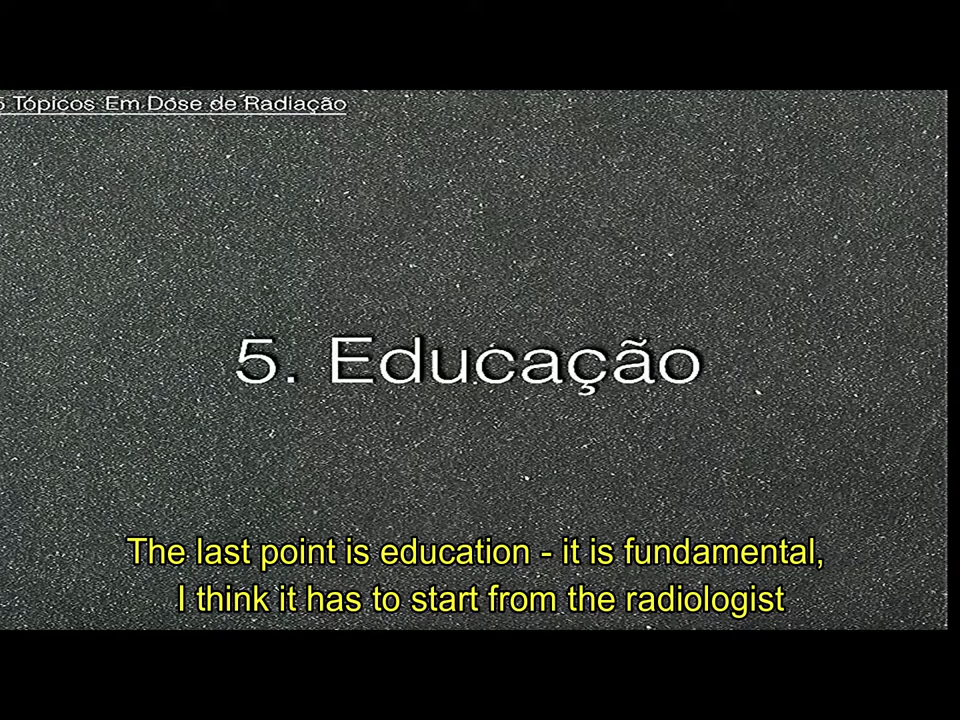 5 Tópicos Em Dose de Radiação
5. Educação
The last point is education - it is fundamental,
I think it has to start from the radiologist